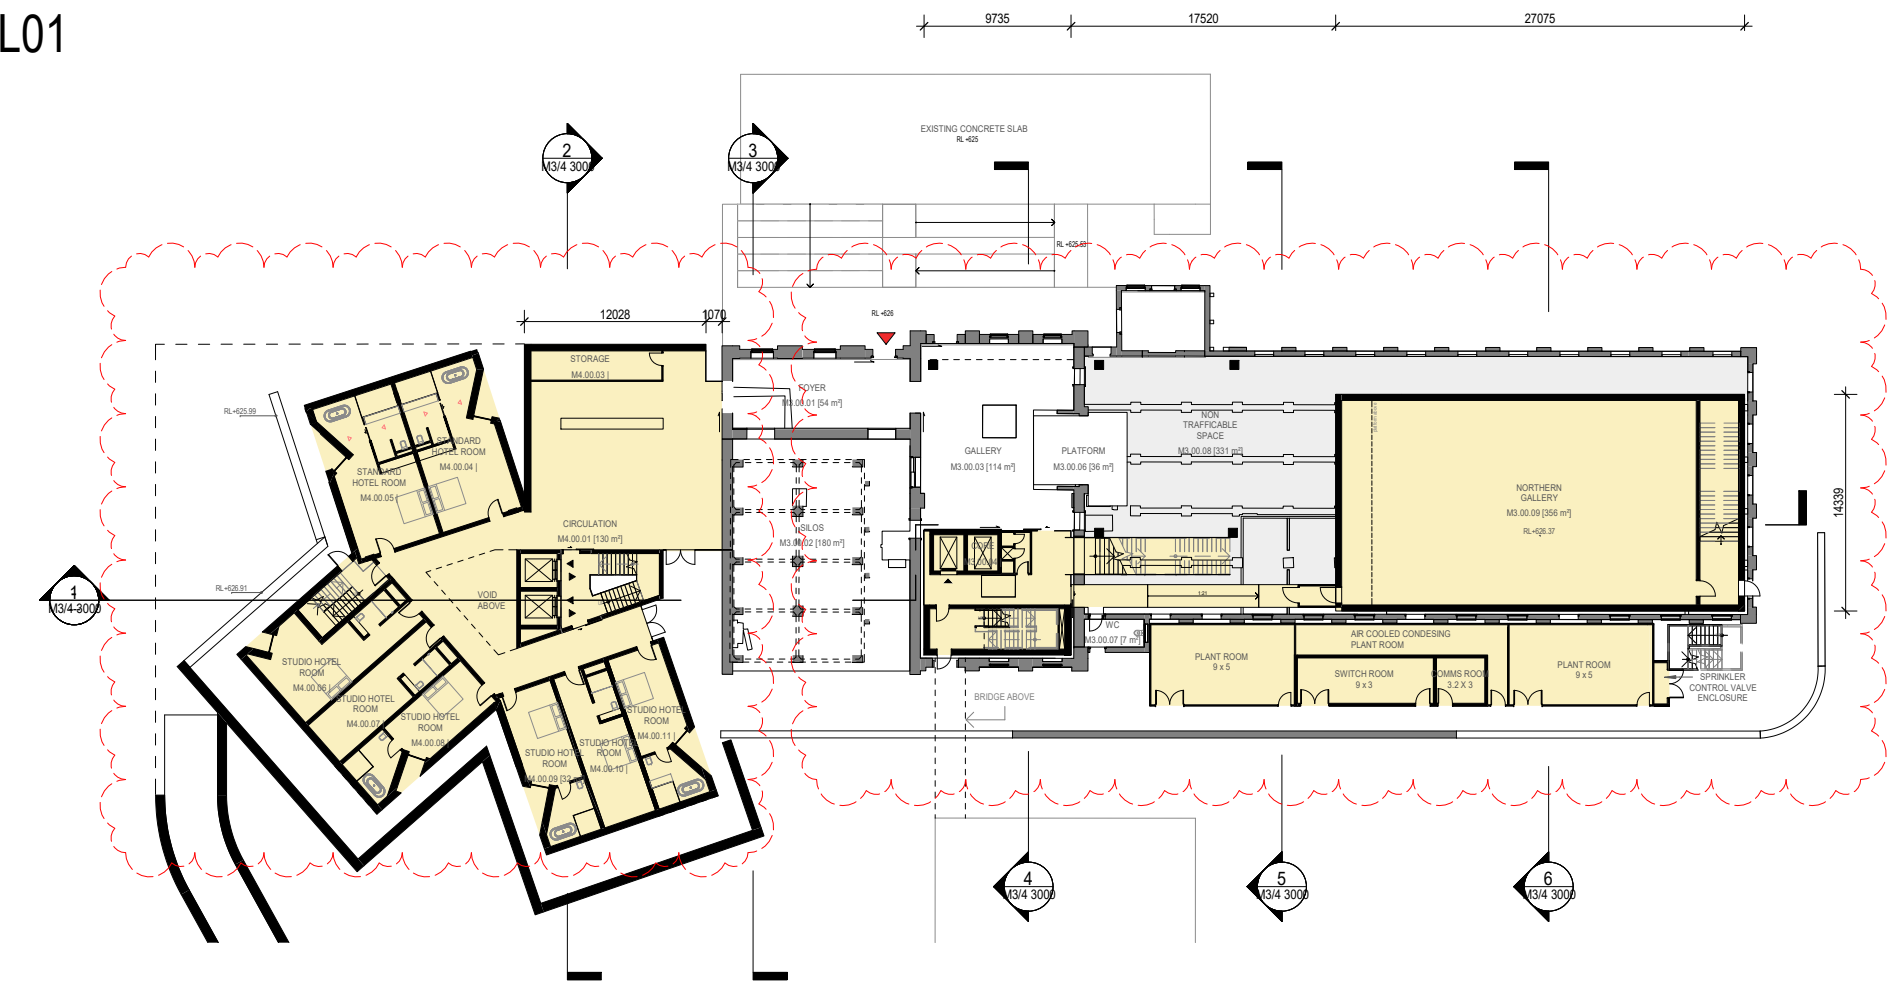 L01
9735
17520
27075
EXISTING CONCRETE SLAB
RL +625
2
M3/4 3000
3
M3/4 3000
RL +625.53
12028
1070
RL +626
STORAGE
M4.00.03 |
FOYER
M3.00.01 [54 m²]
RL+625.99
STANDARD
HOTEL ROOM
M4.00.04 |
STANDARD
HOTEL ROOM
M4.00.05 |
GALLERY
M3.00.03 [114 m²]
PLATFORM
M3.00.06 [36 m²]
NON
TRAFFICABLE
SPACE
M3.00.08 [331 m²]
NORTHERN
GALLERY
M3.00.09 [356 m²]
RL+626.37
14339
CIRCULATION
M4.00.01 [130 m²]
SILOS
M3.00.02 [180 m²]
CORE
RL+626.91
1
M3/4 3000
VOID
ABOVE
1:21
WC
M3.00.07 [7 m²]
STUDIO HOTEL
ROOM
M4.00.06 |
STUDIO HOTEL
ROOM
M4.00.07 |
STUDIO HOTEL
ROOM
M4.00.08 |
STUDIO HOTEL
ROOM
M4.00.09 [32
STUDIO HOTEL
ROOM
M4.00.10 |
STUDIO HOTEL
ROOM
M4.00.11 |
BRIDGE ABOVE
PLANT ROOM
9 x 5
AIR COOLED CONDESING
PLANT ROOM
SWITCH ROOM
9 x 3
COMMS ROOM
3.2 X 3
PLANT ROOM
9 x 5
SPRINKLER
CONTROL VALVE
ENCLOSURE
4
M3/4 3000
5
M3/4 3000
6
M3/4 3000